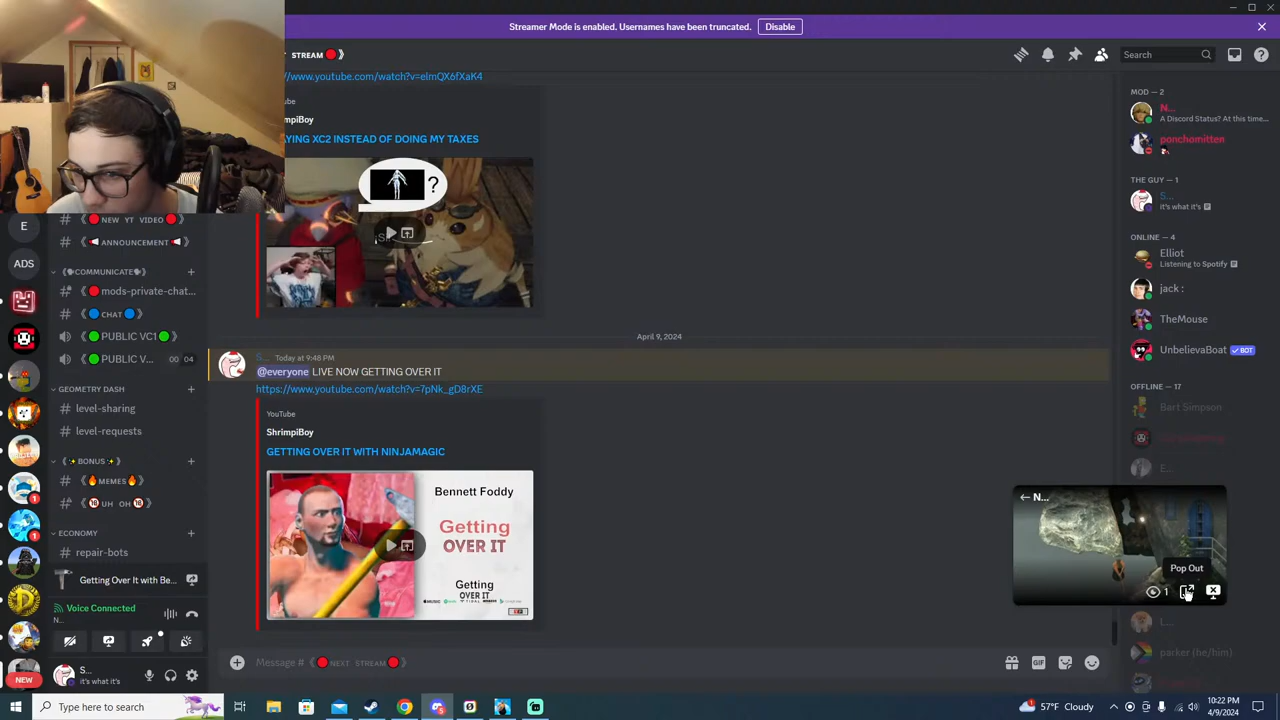 Streamer Mode is enabled. Usernames have been truncated.
Disable
STREAM
Search
//www.youtube.com/watch?v=elmQX6fXaK4
YING XC2 INSTEAD OF DOING MY TAXES
?
April 9, 2024
S... Today at 9:48 PM
@everyone LIVE NOW GETTING OVER IT
https://www.youtube.com/watch?v=7pNk_gD8rXE
YouTube
ShrimpiBoy
GETTING OVER IT WITH NINJAMAGIC
Bennett Foddy
Getting
OVER IT
Getting
OVER IT
Message # 《 NEXT STREAM 》
GIF
E
ADS
NEW
1
1
# 《 NEW YT VIDEO 》
# 《 ANNOUNCEMENT 》
《 COMMUNICATE 》
《 mods-private-chat...
# 《 CHAT 》
《 PUBLIC VC1 》
《 PUBLIC V... 00 04
GEOMETRY DASH
# level-sharing
# level-requests
《 BONUS 》
# 《 MEMES 》
# 《 UH OH 》
ECONOMY
# repair-bots
Getting Over It with Be...
Voice Connected
N...
S...
it's what it's
MOD — 2
N...
A Discord Status? At this time...
ponchomitten
THE GUY — 1
S...
it's what it's
ONLINE — 4
Elliot
Listening to Spotify
jack :
TheMouse
UnbelievaBoat ✓ BOT
OFFLINE — 17
Bart Simpson
E...
N...
Pop Out
1
L...
parker (he/him)
Type here to search
57°F Cloudy
10:22 PM
4/9/2024